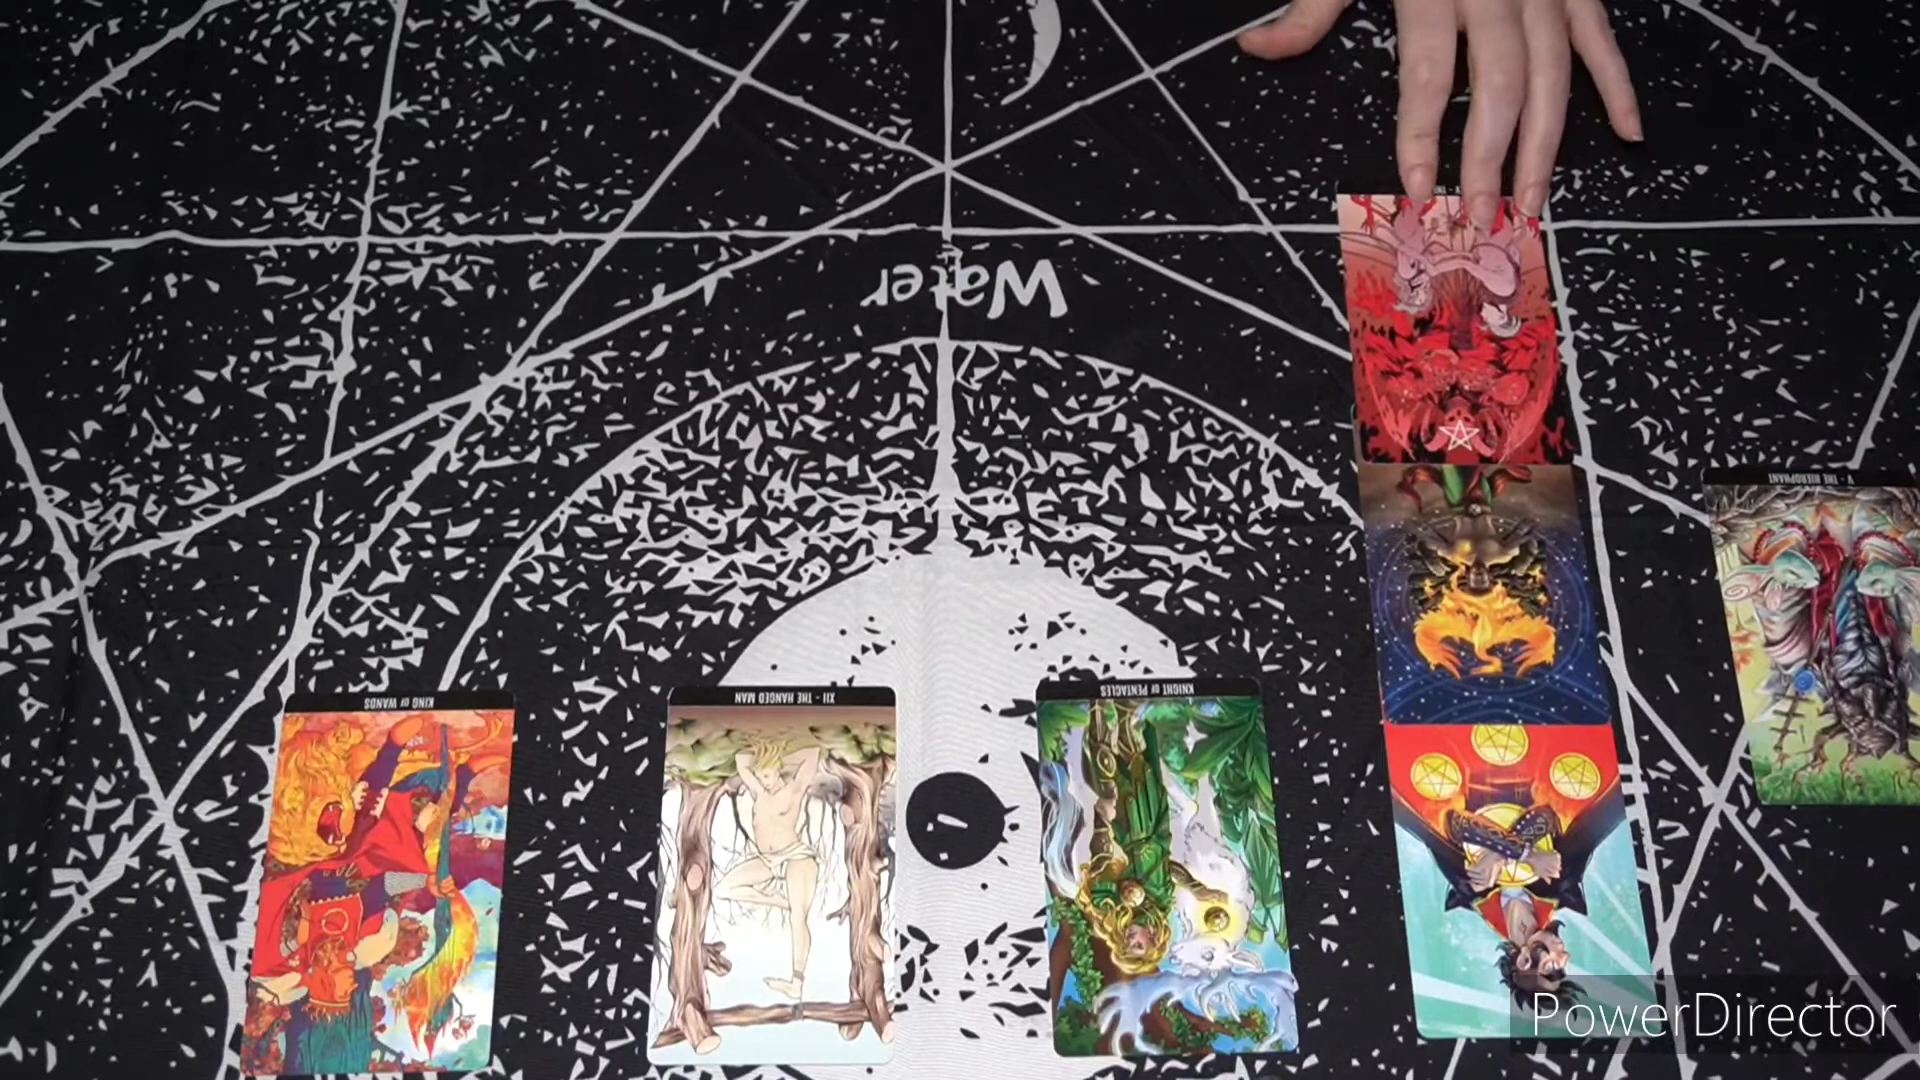 Water
V - THE HIEROPHANT
KING OF WANDS
XII - THE HANGED MAN
KNIGHT OF PENTACLES
PowerDirector